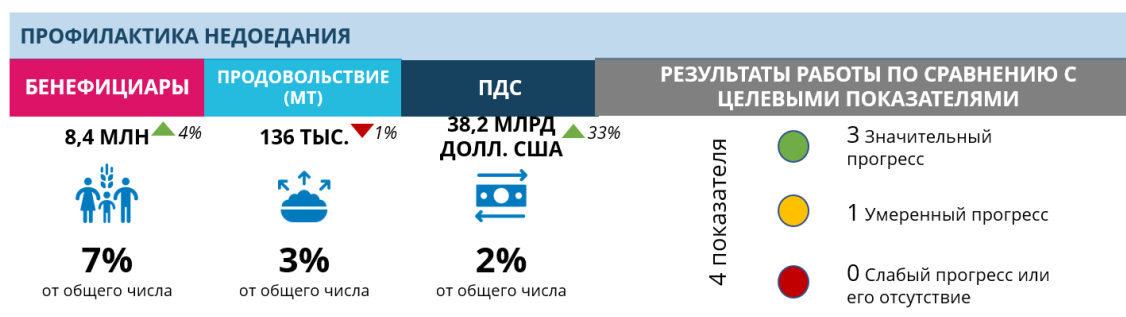 ПРОФИЛАКТИКА НЕДОЕДАНИЯ
БЕНЕФИЦИАРЫ
8,4 МЛН 4%
7%
от общего числа
ПРОДОВОЛЬСТВИЕ
(МТ)
136 ТЫС. 1%
3%
от общего числа
ПДС
38,2 МЛРД
ДОЛЛ. США 33%
2%
от общего числа
РЕЗУЛЬТАТЫ РАБОТЫ ПО СРАВНЕНИЮ С
ЦЕЛЕВЫМИ ПОКАЗАТЕЛЯМИ
4 показателя
3 Значительный
прогресс
1 Умеренный прогресс
0 Слабый прогресс или
его отсутствие